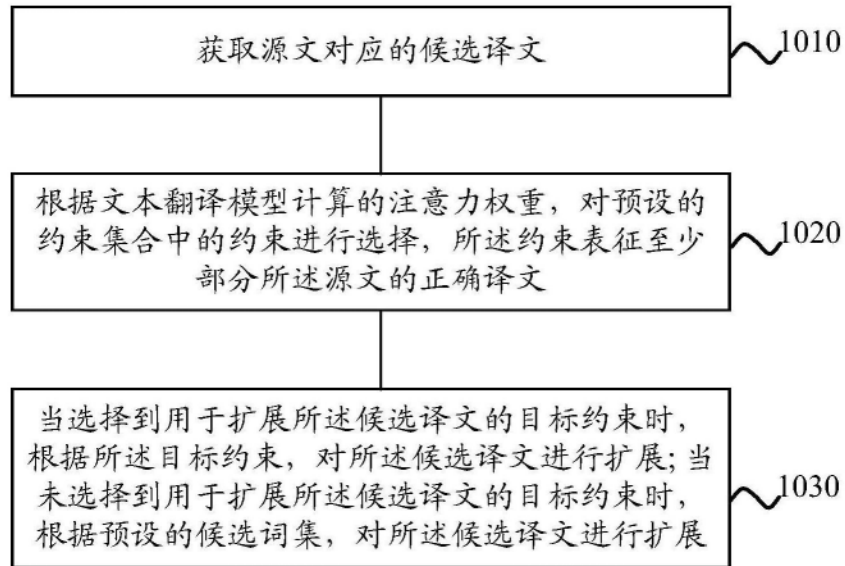 获取源文对应的候选译文
1010
根据文本翻译模型计算的注意力权重，对预设的
约束集合中的约束进行选择，所述约束表征至少
部分所述源文的正确译文
1020
当选择到用于扩展所述候选译文的目标约束时，
根据所述目标约束，对所述候选译文进行扩展；当
未选择到用于扩展所述候选译文的目标约束时，
根据预设的候选词集，对所述候选译文进行扩展
1030